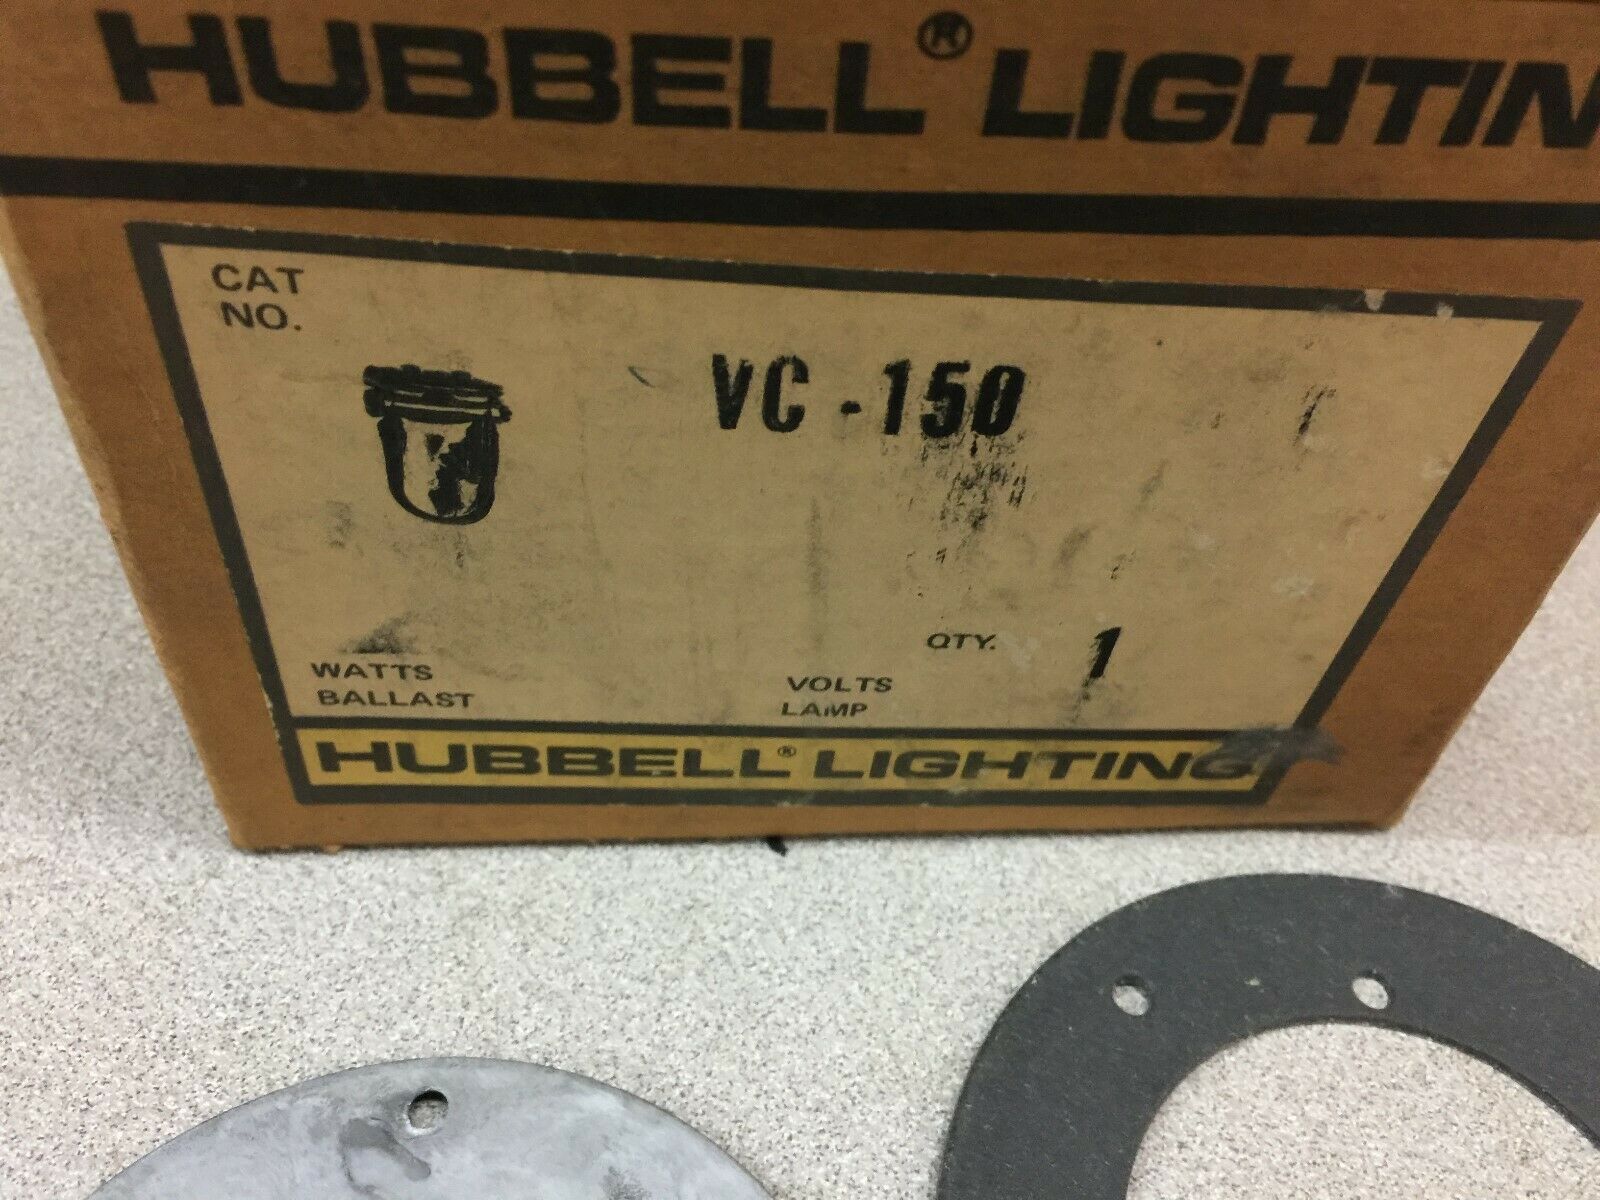 HUBBELL® LIGHTIN
CAT
NO.
VC-150
QTY. 1
WATTS
BALLAST
VOLTS
LAMP
HUBBELL® LIGHTING